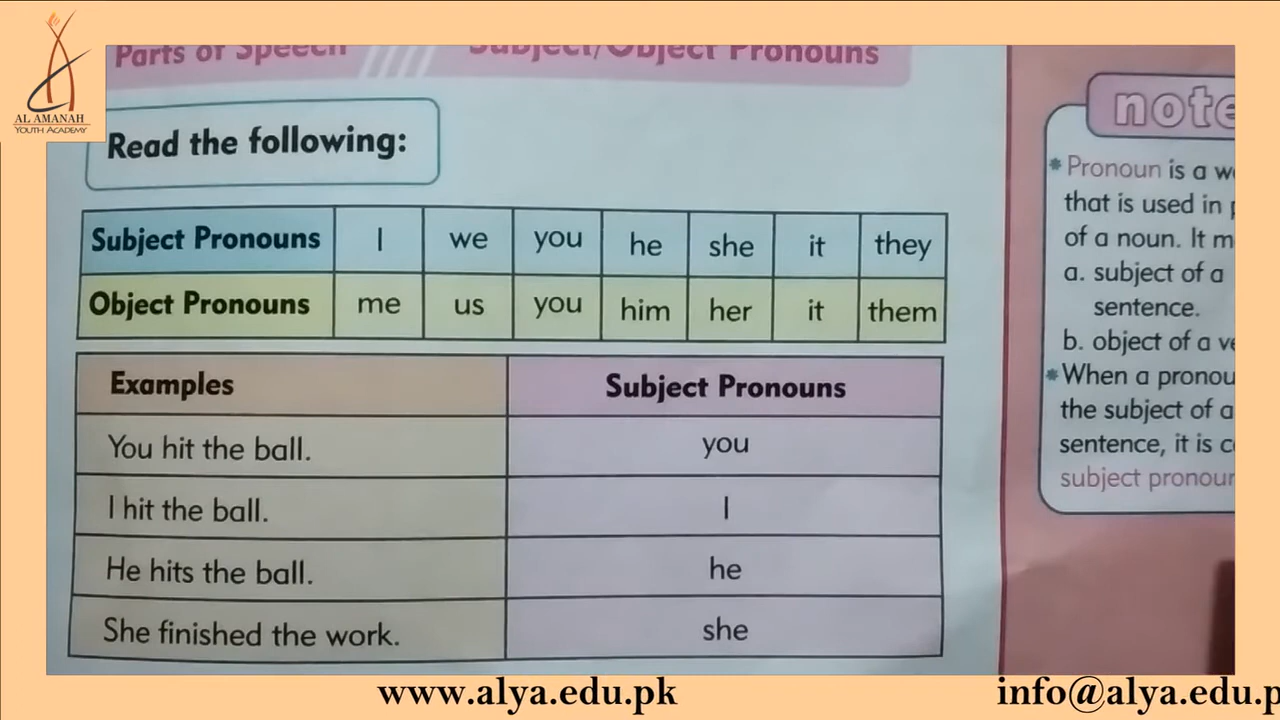 AL AMANAH
YOUTH ACADEMY
Parts of Speech Subject/Object Pronouns
Read the following:
Subject Pronouns I we you he she it they
Object Pronouns me us you him her it them
Examples Subject Pronouns
You hit the ball. you
I hit the ball. I
He hits the ball. he
She finished the work. she
note
* Pronoun is a
that is used in
of a noun. It
a. subject of a
sentence.
b. object of a
* When a
the subject of a
sentence, it is
subject
www.alya.edu.pk
info@alya.edu.p